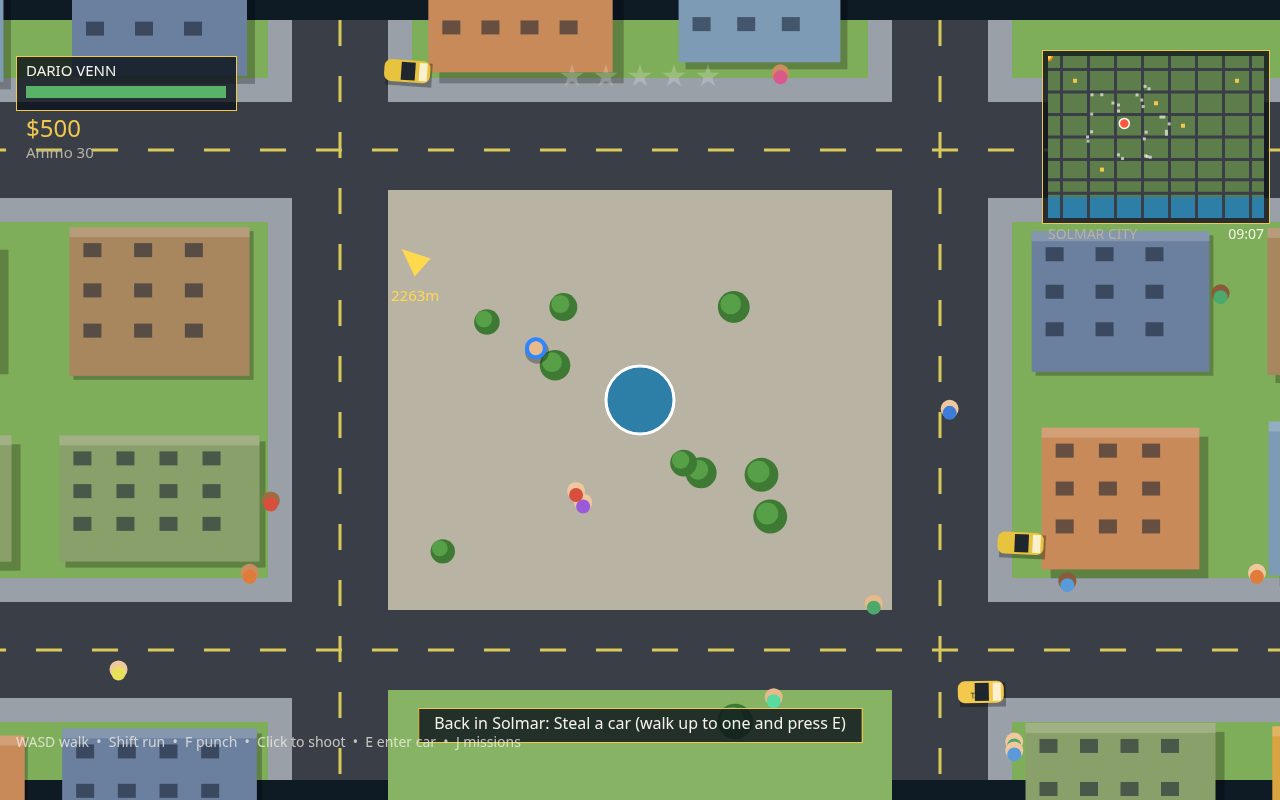 DARIO VENN
$500
Ammo 30
2263m
SOLMAR CITY
09:07
Back in Solmar: Steal a car (walk up to one and press E)
WASD walk • Shift run • F punch • Click to shoot • E enter car • J missions